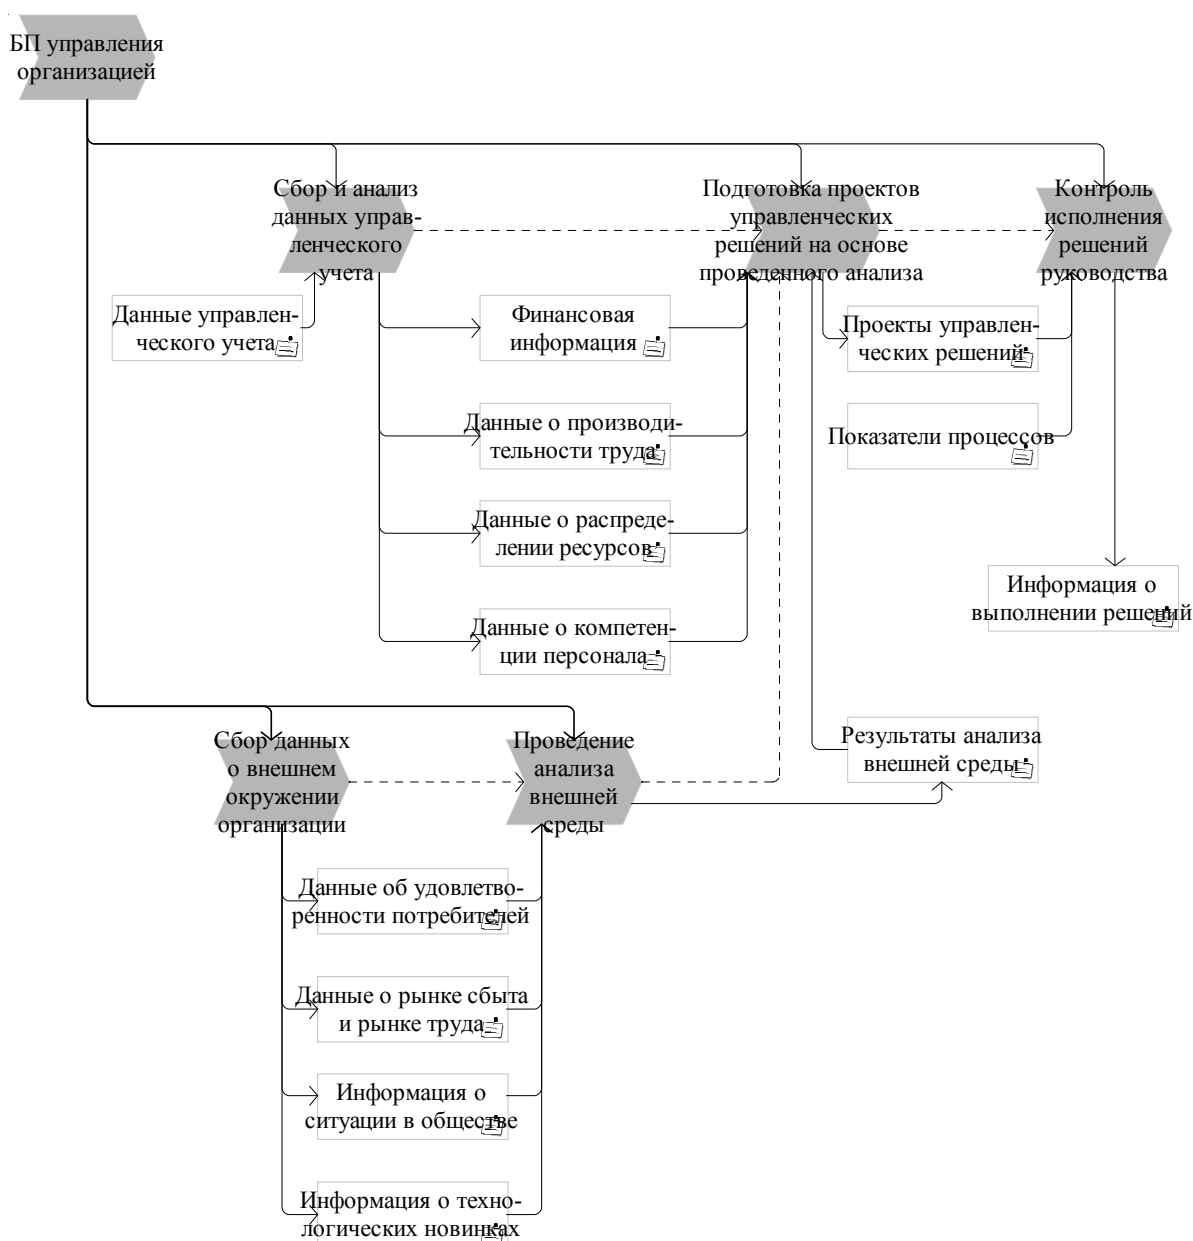 БП управления
организацией
Сбор и анализ
данных управ-
ленческого
учета
Подготовка проектов
управленческих
решений на основе
проведенного анализа
Контроль
исполнения
решений
руководства
Данные управлен-
ческого учета
Финансовая
информация
Проекты управлен-
ческих решений
Данные о производи-
тельности труда
Показатели процессов
Данные о распреде-
лении ресурсов
Информация о
выполнении решений
Данные о компетен-
ции персонала
Сбор данных
о внешнем
окружении
организации
Проведение
анализа
внешней
среды
Результаты анализа
внешней среды
Данные об удовлетво-
ренности потребителей
Данные о рынке сбыта
и рынке труда
Информация о
ситуации в обществе
Информация о техно-
логических новинках